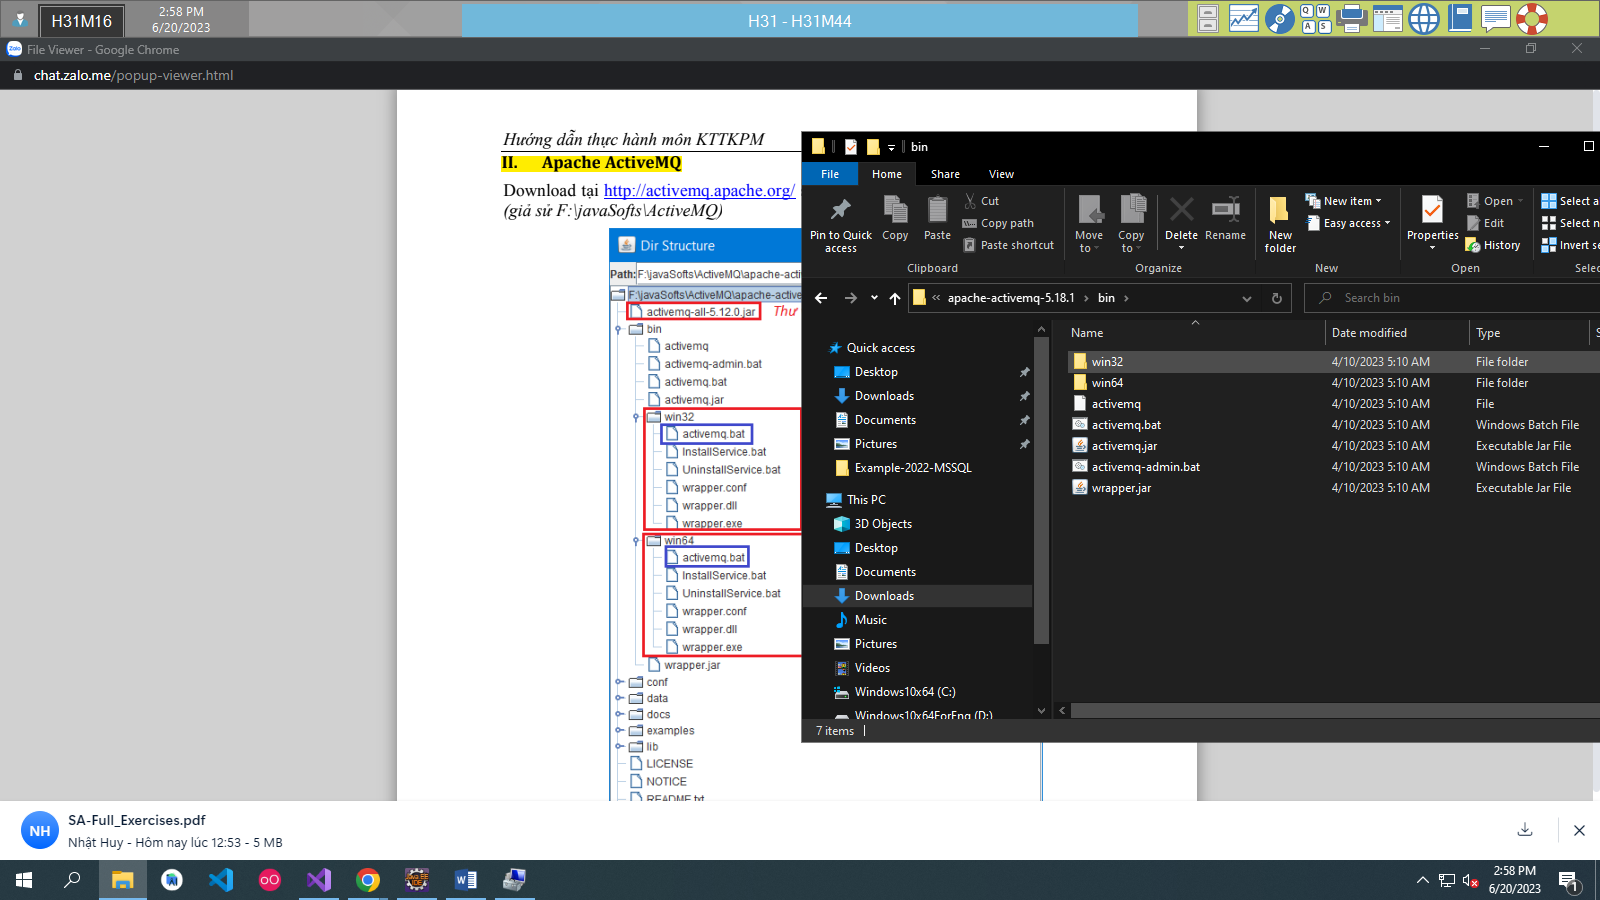 H31M16
2:58 PM
6/20/2023
H31 - H31M44
Q W
A S
File Viewer - Google Chrome
chat.zalo.me/popup-viewer.html
Hướng dẫn thực hành môn KTTKPM
II. Apache ActiveMQ
Download tại http://activemq.apache.org/
(giả sử F:\javaSofts\ActiveMQ)
Dir Structure
Path: F:\javaSofts\ActiveMQ\apache-acti
F:\javaSofts\ActiveMQ\apache-active
activemq-all-5.12.0.jar
Thư
bin
activemq
activemq-admin.bat
activemq.bat
activemq.jar
win32
activemq.bat
InstallService.bat
UninstallService.bat
wrapper.conf
wrapper.dll
wrapper.exe
win64
activemq.bat
InstallService.bat
UninstallService.bat
wrapper.conf
wrapper.dll
wrapper.exe
wrapper.jar
conf
data
docs
examples
lib
LICENSE
NOTICE
README.txt
bin
File Home Share View
Pin to Quick access
Copy
Paste
Cut
Copy path
Paste shortcut
Clipboard
Move to
Copy to
Delete
Rename
Organize
New folder
New item
Easy access
New
Properties
Open
Edit
History
Open
Select a
Select n
Invert se
Selec
apache-activemq-5.18.1 › bin ›
Search bin
Name Date modified Type S
Quick access
Desktop
Downloads
Documents
Pictures
Example-2022-MSSQL
This PC
3D Objects
Desktop
Documents
Downloads
Music
Pictures
Videos
Windows10x64 (C:)
Windows10x64ForEng (D:)
win32 4/10/2023 5:10 AM File folder
win64 4/10/2023 5:10 AM File folder
activemq 4/10/2023 5:10 AM File
activemq.bat 4/10/2023 5:10 AM Windows Batch File
activemq.jar 4/10/2023 5:10 AM Executable Jar File
activemq-admin.bat 4/10/2023 5:10 AM Windows Batch File
wrapper.jar 4/10/2023 5:10 AM Executable Jar File
7 items
NH
SA-Full_Exercises.pdf
Nhật Huy - Hôm nay lúc 12:53 - 5 MB
2:58 PM
6/20/2023
1